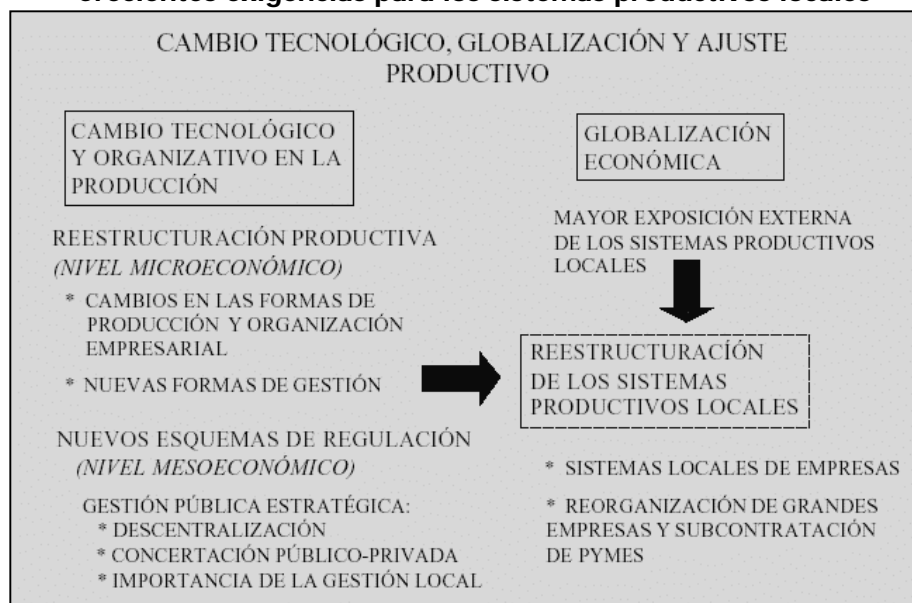 crecientes exigencias para los sistemas productivos locales
CAMBIO TECNOLÓGICO, GLOBALIZACIÓN Y AJUSTE
PRODUCTIVO
CAMBIO TECNOLÓGICO
Y ORGANIZATIVO EN LA
PRODUCCIÓN
REESTRUCTURACIÓN PRODUCTIVA
(NIVEL MICROECONÓMICO)
* CAMBIOS EN LAS FORMAS DE
PRODUCCIÓN Y ORGANIZACIÓN
EMPRESARIAL
* NUEVAS FORMAS DE GESTIÓN
NUEVOS ESQUEMAS DE REGULACIÓN
(NIVEL MESOECONÓMICO)
GESTIÓN PÚBLICA ESTRATÉGICA:
* DESCENTRALIZACIÓN
* CONCERTACIÓN PÚBLICO-PRIVADA
* IMPORTANCIA DE LA GESTIÓN LOCAL
GLOBALIZACIÓN
ECONÓMICA
MAYOR EXPOSICIÓN EXTERNA
DE LOS SISTEMAS PRODUCTIVOS
LOCALES
REESTRUCTURACÍÓN
DE LOS SISTEMAS
PRODUCTIVOS LOCALES
* SISTEMAS LOCALES DE EMPRESAS
* REORGANIZACIÓN DE GRANDES
EMPRESAS Y SUBCONTRATACIÓN
DE PYMES